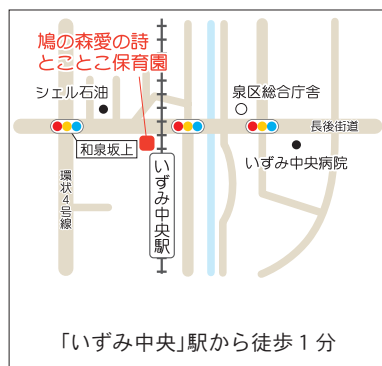 鳩の森愛の詩
とことこ保育園
シェル石油
泉区総合庁舎
長後街道
和泉坂上
いずみ中央病院
いずみ中央駅
環状4号線
「いずみ中央」駅から徒歩1分